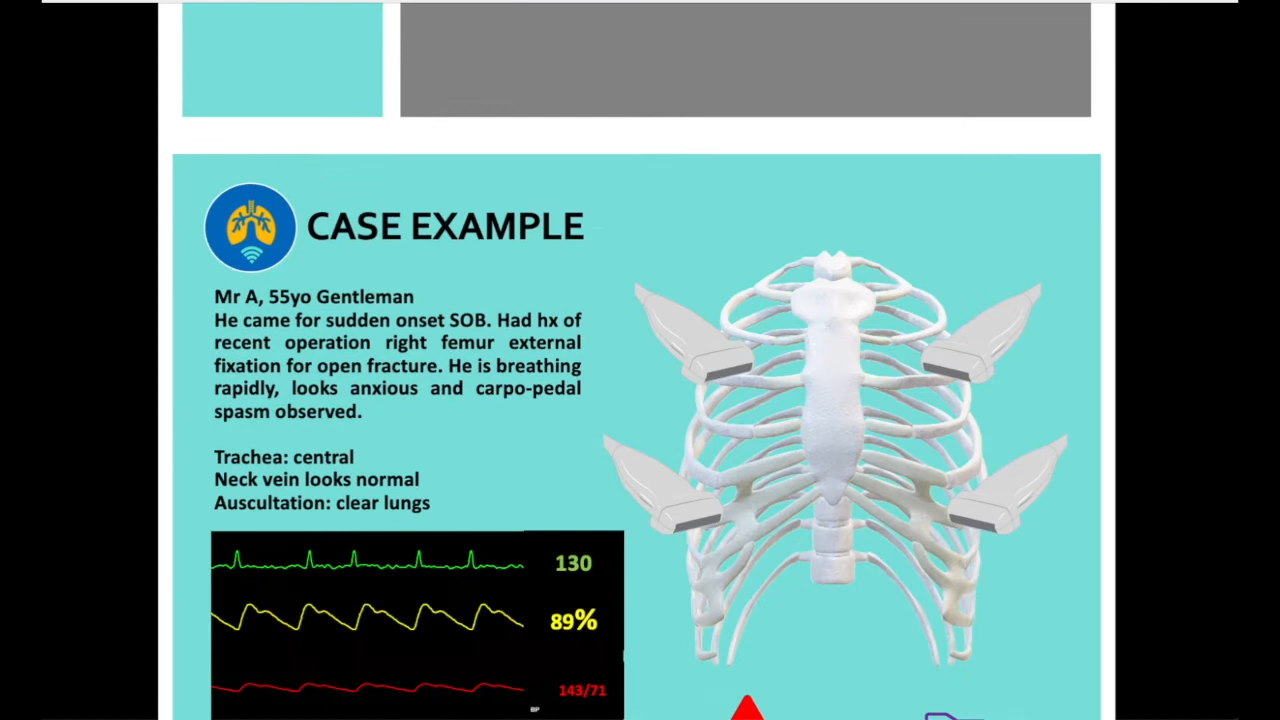 CASE EXAMPLE
Mr A, 55yo Gentleman
He came for sudden onset SOB. Had hx of
recent operation right femur external
fixation for open fracture. He is breathing
rapidly, looks anxious and carpo-pedal
spasm observed.
Trachea: central
Neck vein looks normal
Auscultation: clear lungs
130
89%
143/71
BP